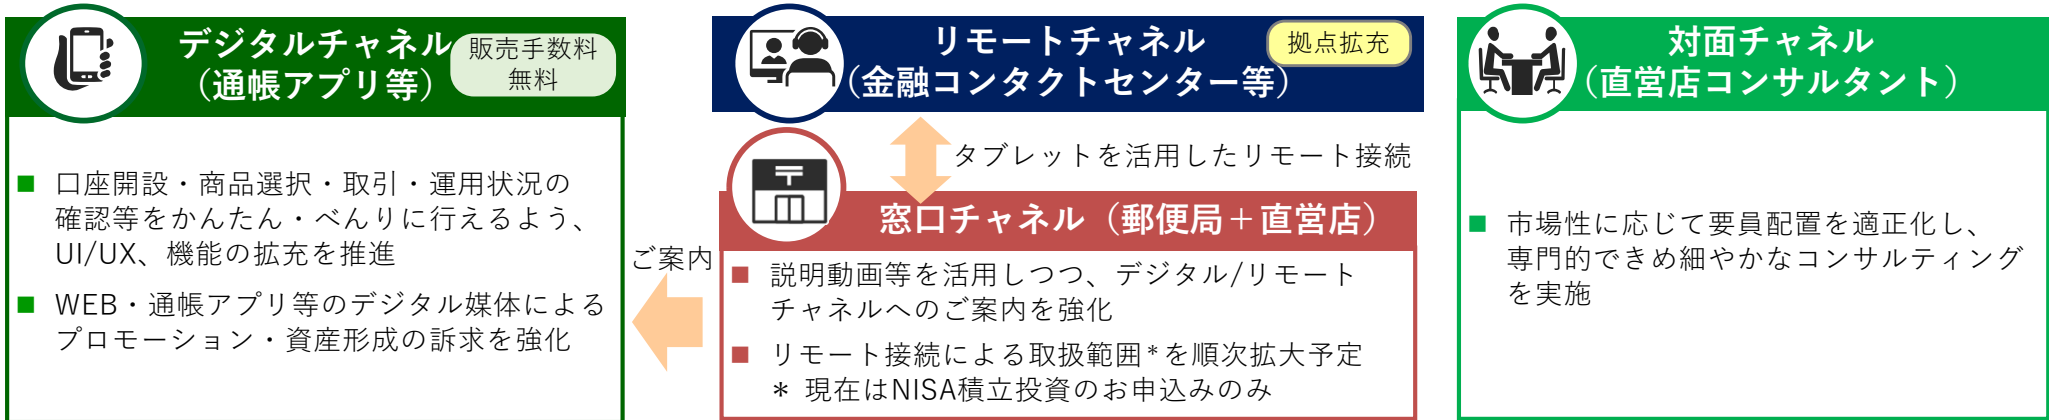 デジタルチャネル
（通帳アプリ等）
販売手数料
無料
■ 口座開設・商品選択・取引・運用状況の
確認等をかんたん・べんりに行えるよう、
UI/UX、機能の拡充を推進
■ WEB・通帳アプリ等のデジタル媒体による
プロモーション・資産形成の訴求を強化
ご案内
リモートチャネル
（金融コンタクトセンター等）
拠点拡充
タブレットを活用したリモート接続
〒
窓口チャネル（郵便局＋直営店）
■ 説明動画等を活用しつつ、デジタル/リモート
チャネルへのご案内を強化
■ リモート接続による取扱範囲*を順次拡大予定
＊ 現在はNISA積立投資のお申込みのみ
対面チャネル
（直営店コンサルタント）
■ 市場性に応じて要員配置を適正化し、
専門的できめ細やかなコンサルティング
を実施